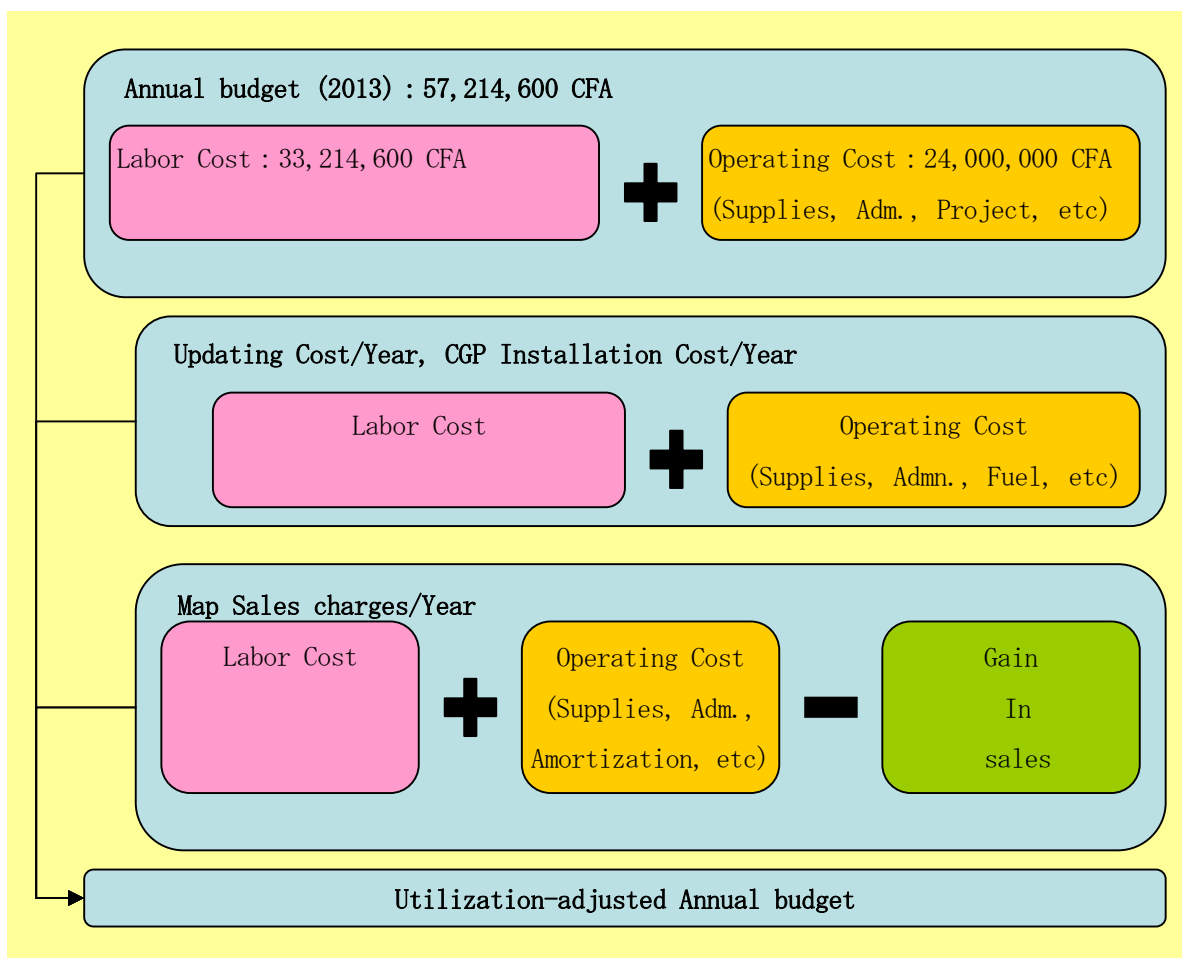 Annual budget (2013) : 57,214,600 CFA
Labor Cost : 33,214,600 CFA
Operating Cost : 24,000,000 CFA
(Supplies, Adm., Project, etc)
Updating Cost/Year, CGP Installation Cost/Year
Labor Cost
Operating Cost
(Supplies, Admn., Fuel, etc)
Map Sales charges/Year
Labor Cost
Operating Cost
(Supplies, Adm.,
Amortization, etc)
Gain
In
sales
Utilization-adjusted Annual budget